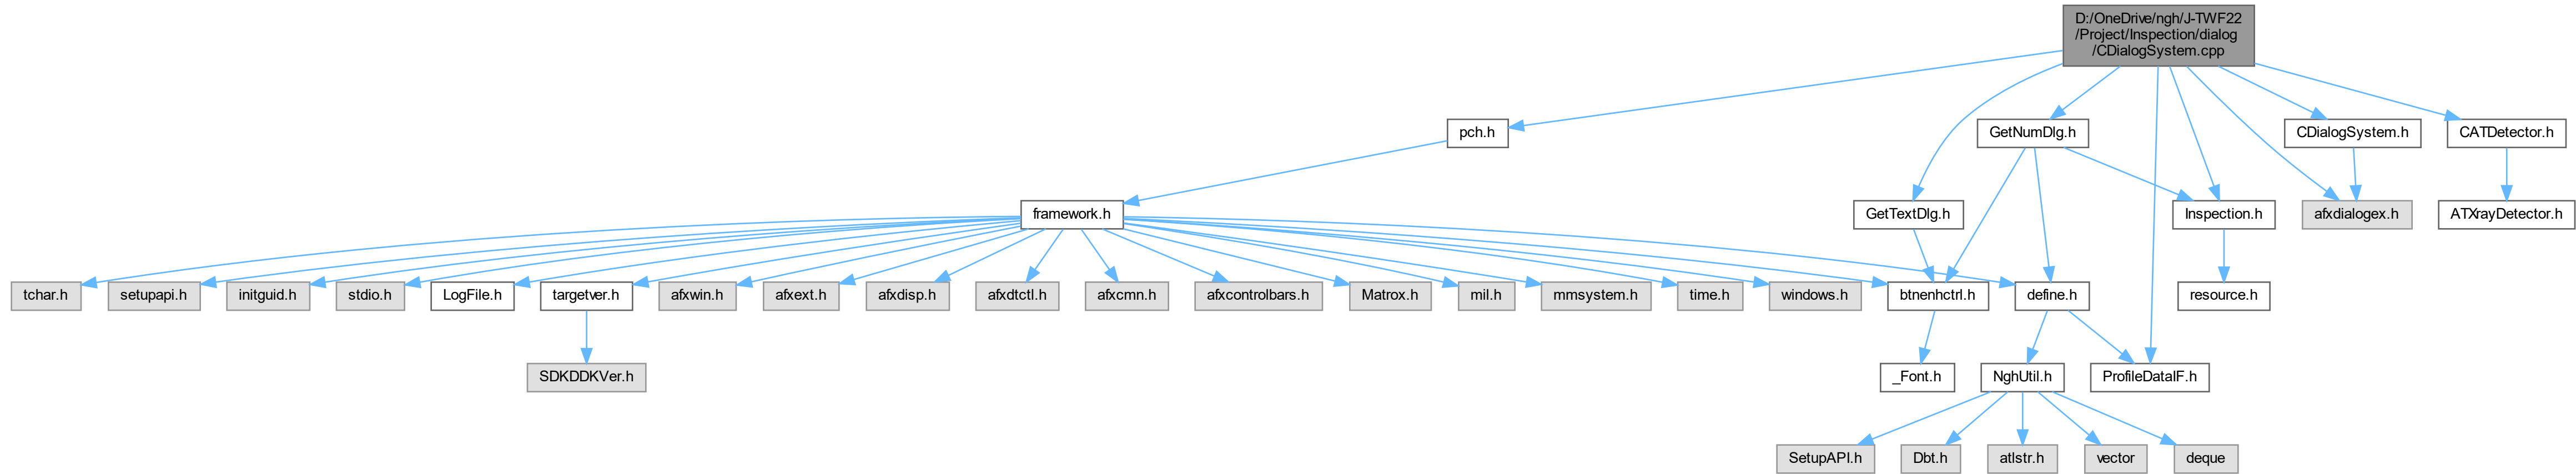 D:/OneDrive/ngh/J-TWF22
/Project/Inspection/dialog
/CDialogSystem.cpp
pch.h
GetNumDlg.h
CDialogSystem.h
CATDetector.h
framework.h
GetTextDlg.h
Inspection.h
afxdialogex.h
ATXrayDetector.h
tchar.h
setupapi.h
initguid.h
stdio.h
LogFile.h
targetver.h
afxwin.h
afxext.h
afxdisp.h
afxdtctl.h
afxcmn.h
afxcontrolbars.h
Matrox.h
mil.h
mmsystem.h
time.h
windows.h
btnenhctrl.h
define.h
resource.h
SDKDDKVer.h
_Font.h
NghUtil.h
ProfileDataIF.h
SetupAPI.h
Dbt.h
atlstr.h
vector
deque